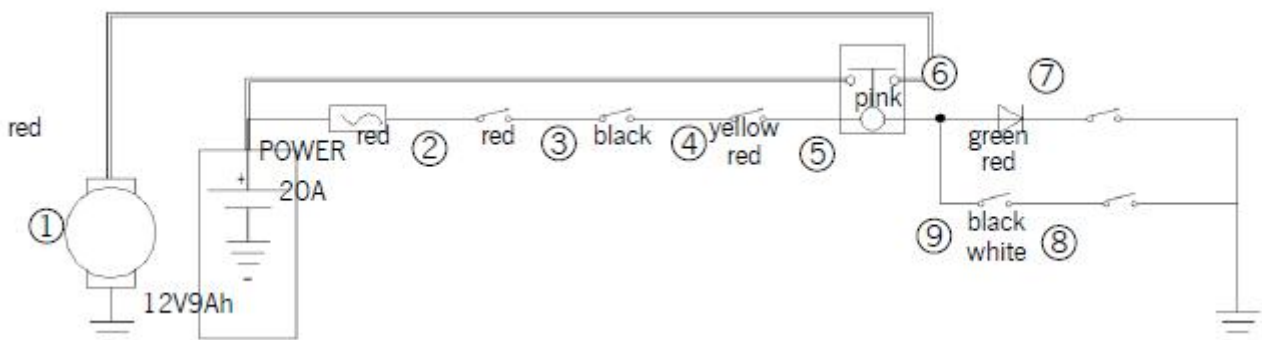 ⑥
⑦
pink
red
red
②
red
③
black
④
yellow
red
⑤
green
red
POWER
+
20A
①
⑨
black
white
⑧
-
12V9Ah